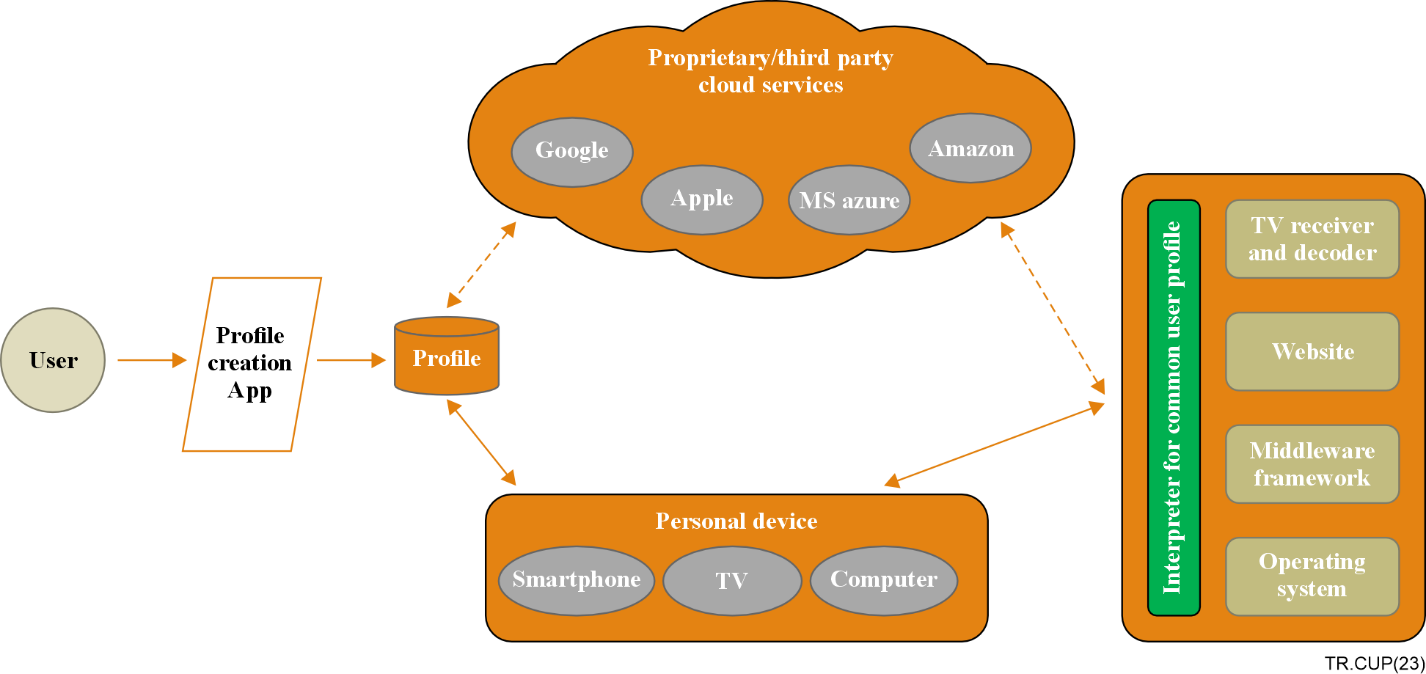 Proprietary/third party
cloud services
Google
Apple
MS azure
Amazon
User
Profile
creation
App
Profile
Personal device
Smartphone
TV
Computer
Interpreter for common user profile
TV receiver
and decoder
Website
Middleware
framework
Operating
system
TR.CUP(23)